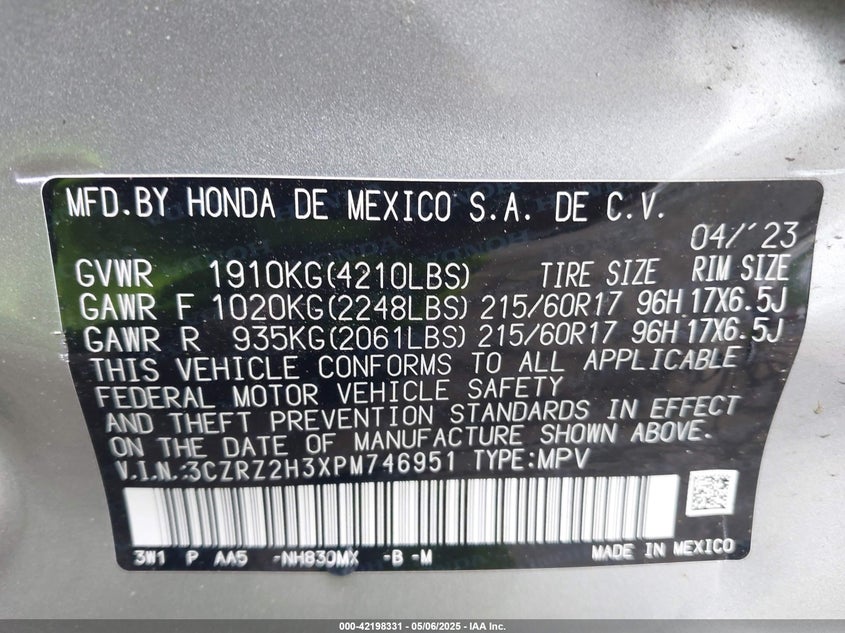 MFD.BY HONDA DE MEXICO S.A. DE C.V.
04/'23
GVWR 1910KG(4210LBS) TIRE SIZE RIM SIZE
GAWR F 1020KG(2248LBS) 215/60R17 96H 17X6.5J
GAWR R 935KG(2061LBS) 215/60R17 96H 17X6.5J
THIS VEHICLE CONFORMS TO ALL APPLICABLE
FEDERAL MOTOR VEHICLE SAFETY
AND THEFT PREVENTION STANDARDS IN EFFECT
ON THE DATE OF MANUFACTURE SHOWN ABOVE.
V.I.N.:3CZRZ2H3XPM746951 TYPE:MPV
3W1 P AA5 -NH830MX -B -M MADE IN MEXICO
000-42198331 - 05/06/2025 - IAA Inc.